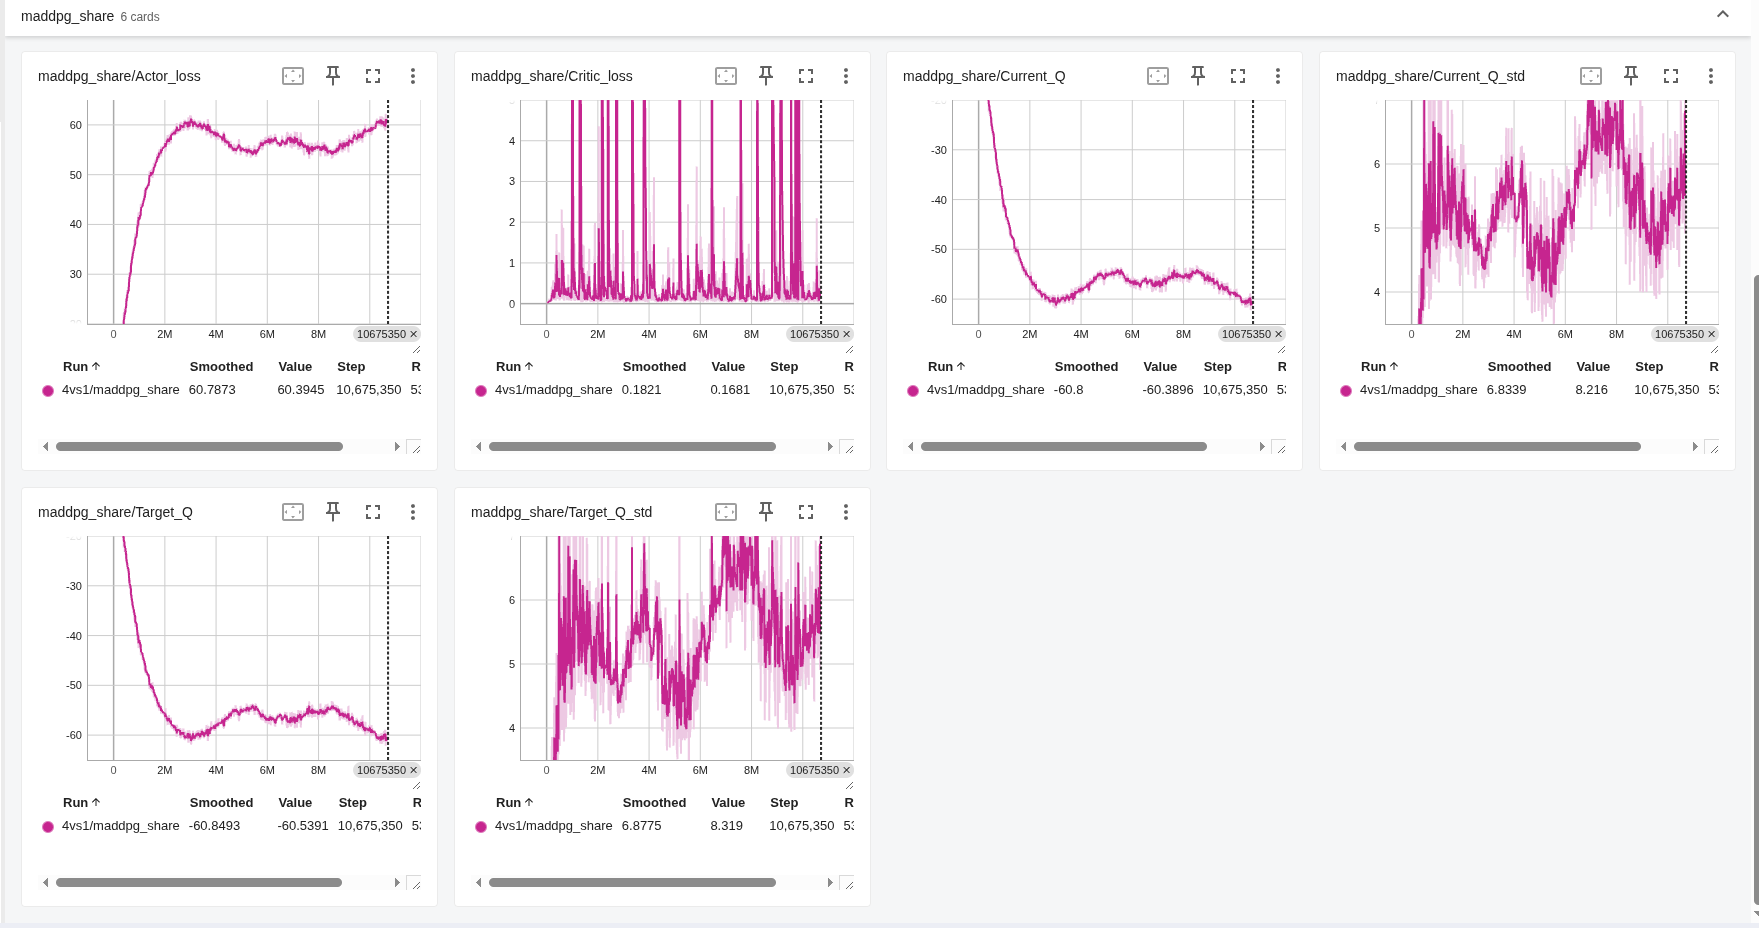 maddpg_share 6 cards
maddpg_share/Actor_loss
60
50
40
30
0 2M 4M 6M 8M 10675350 ✕
Run ↑ Smoothed Value Step R
4vs1/maddpg_share 60.7873 60.3945 10,675,350
maddpg_share/Critic_loss
4
3
2
1
0
0 2M 4M 6M 8M 10675350 ✕
Run ↑ Smoothed Value Step R
4vs1/maddpg_share 0.1821 0.1681 10,675,350
maddpg_share/Current_Q
-30
-40
-50
-60
0 2M 4M 6M 8M 10675350 ✕
Run ↑ Smoothed Value Step R
4vs1/maddpg_share -60.8 -60.3896 10,675,350
maddpg_share/Current_Q_std
6
5
4
0 2M 4M 6M 8M 10675350 ✕
Run ↑ Smoothed Value Step R
4vs1/maddpg_share 6.8339 8.216 10,675,350
maddpg_share/Target_Q
-30
-40
-50
-60
0 2M 4M 6M 8M 10675350 ✕
Run ↑ Smoothed Value Step R
4vs1/maddpg_share -60.8493 -60.5391 10,675,350
maddpg_share/Target_Q_std
6
5
4
0 2M 4M 6M 8M 10675350 ✕
Run ↑ Smoothed Value Step R
4vs1/maddpg_share 6.8775 8.319 10,675,350